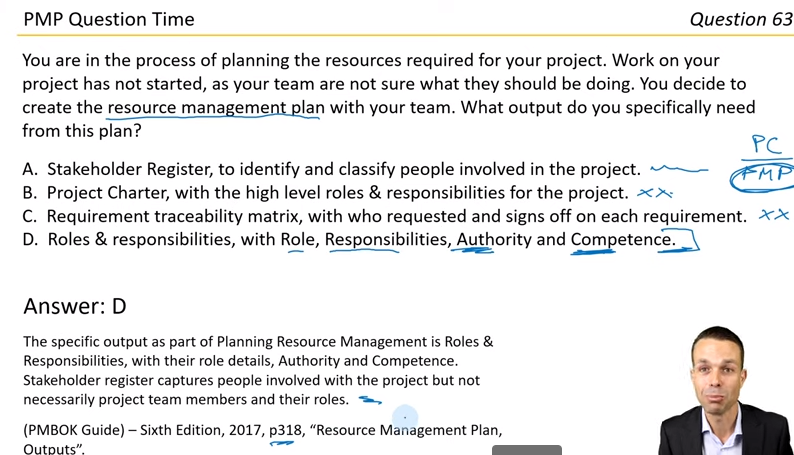 PMP Question Time
Question 63
You are in the process of planning the resources required for your project. Work on your
project has not started, as your team are not sure what they should be doing. You decide to
create the resource management plan with your team. What output do you specifically need
from this plan?
A. Stakeholder Register, to identify and classify people involved in the project.
B. Project Charter, with the high level roles & responsibilities for the project. xx
C. Requirement traceability matrix, with who requested and signs off on each requirement. xx
D. Roles & responsibilities, with Role, Responsibilities, Authority and Competence.
PC
PMP
Answer: D
The specific output as part of Planning Resource Management is Roles &
Responsibilities, with their role details, Authority and Competence.
Stakeholder register captures people involved with the project but not
necessarily project team members and their roles.
(PMBOK Guide) – Sixth Edition, 2017, p318, “Resource Management Plan,
Outputs”.